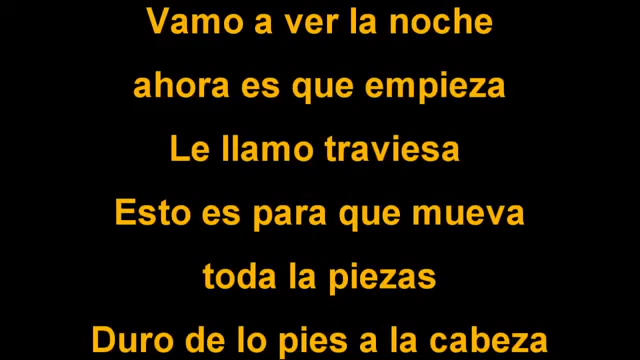 Vamo a ver la noche
ahora es que empieza
Le llamo traviesa
Esto es para que mueva
toda la piezas
Duro de lo pies a la cabeza